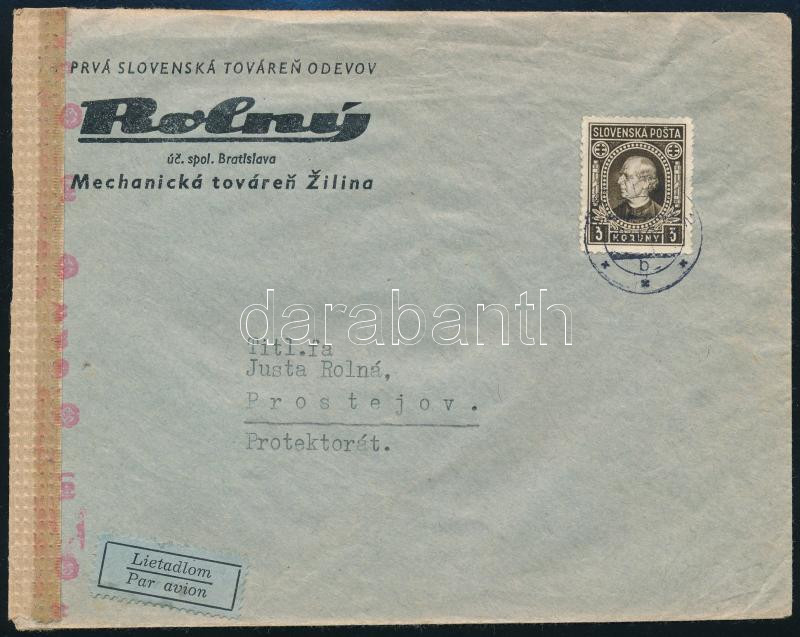 PRVÁ SLOVENSKÁ TOVÁREŇ ODEVOV
Rolný
úč. spol. Bratislava
Mechanická továreň Žilina
SLOVENSKÁ POŠTA
3 KORUNY 3
b
darabanth
Titl.fa
Justa Rolná,
Prostejov.
Protektorát.
Lietadlom
Par avion